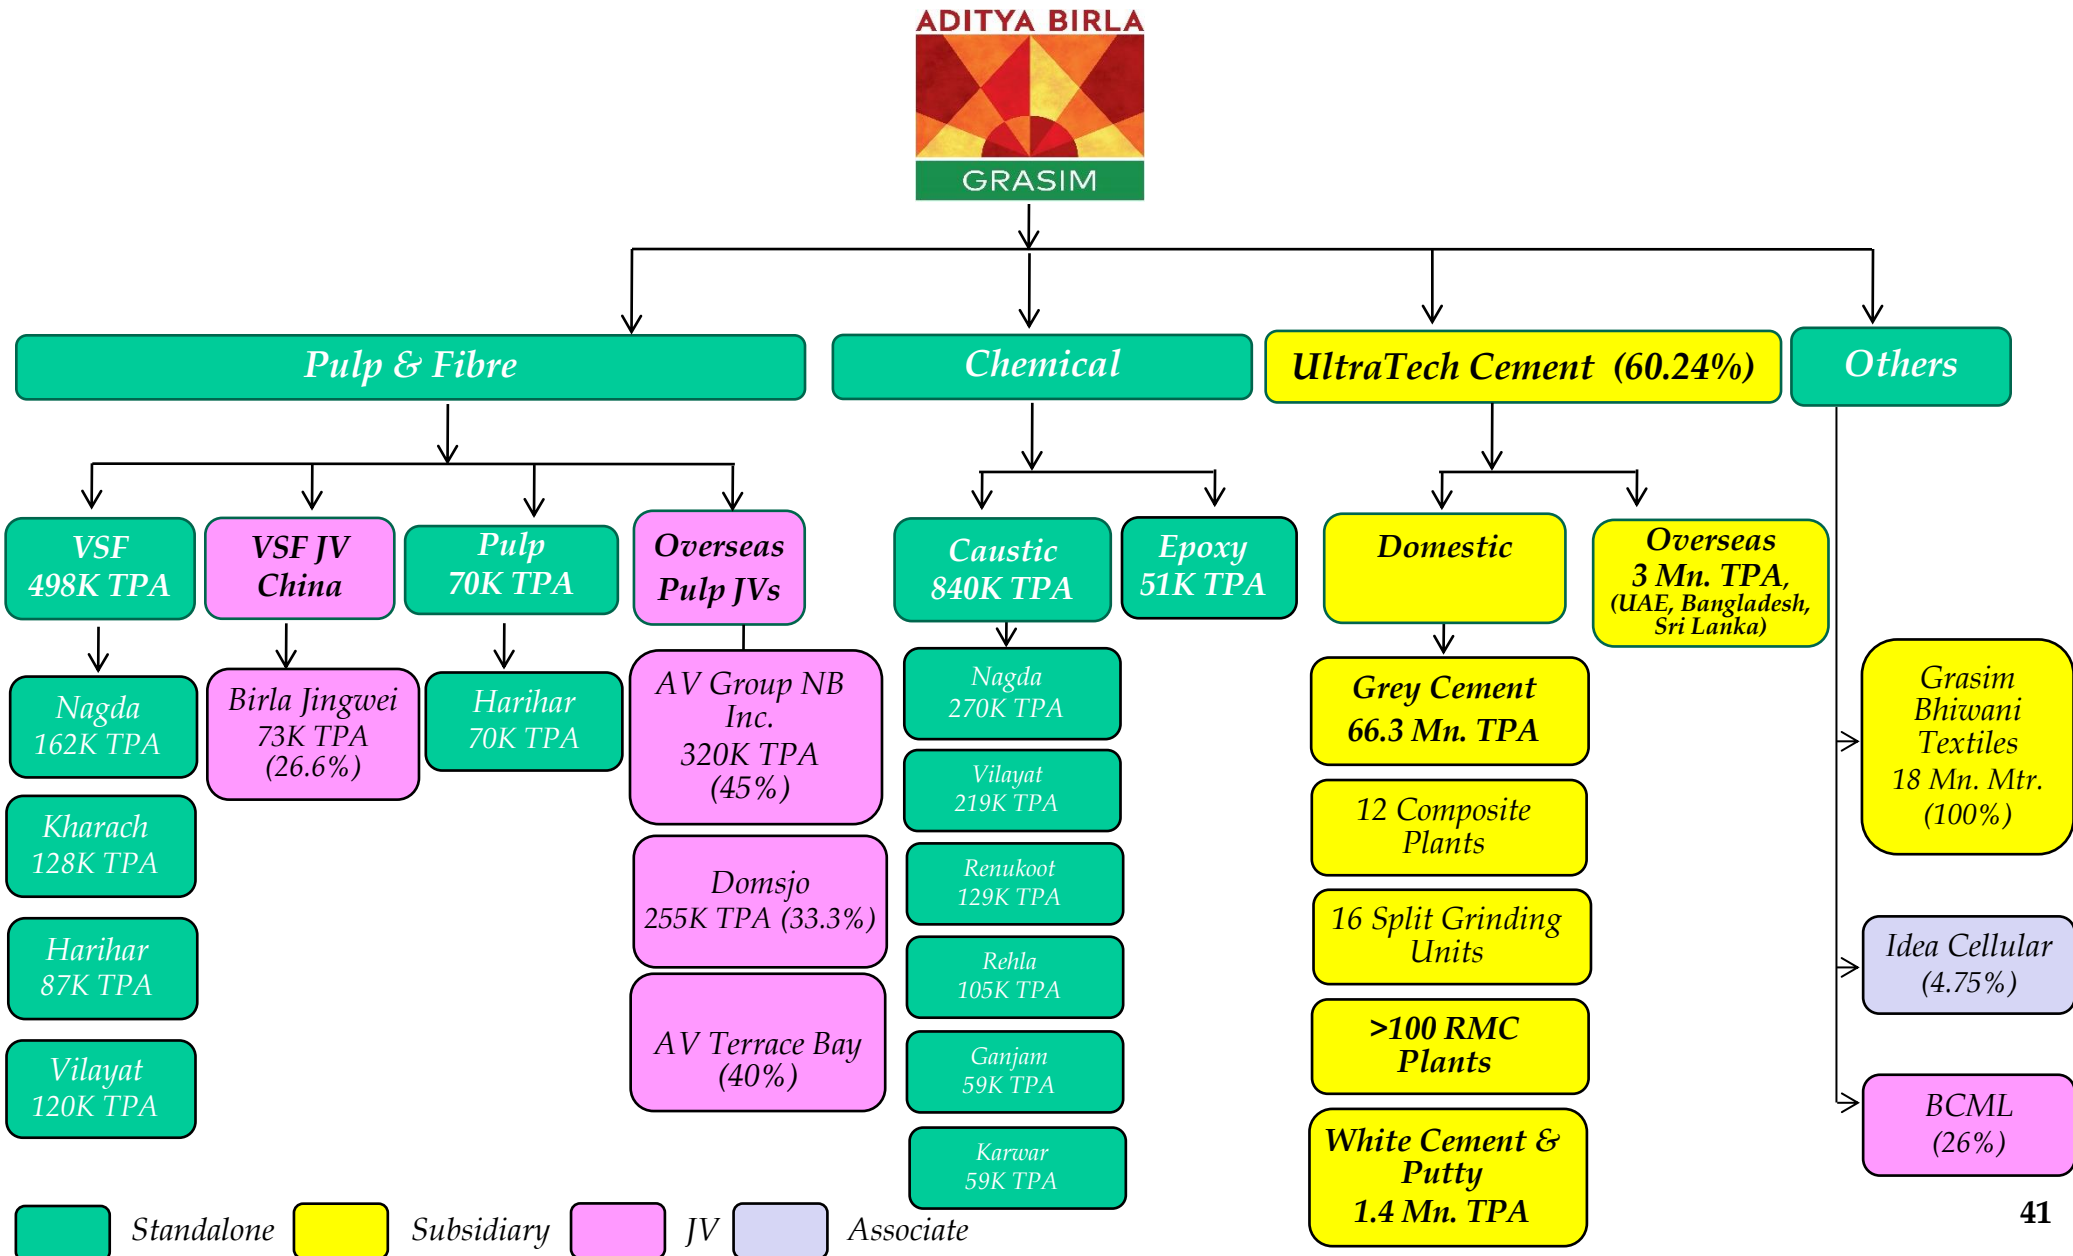 ADITYA BIRLA
GRASIM
Pulp & Fibre
Chemical
UltraTech Cement (60.24%)
Others
VSF
498K TPA
VSF JV
China
Pulp
70K TPA
Overseas
Pulp JVs
Caustic
840K TPA
Epoxy
51K TPA
Domestic
Overseas
3 Mn. TPA,
(UAE, Bangladesh,
Sri Lanka)
Nagda
162K TPA
Kharach
128K TPA
Harihar
87K TPA
Vilayat
120K TPA
Birla Jingwei
73K TPA
(26.6%)
Harihar
70K TPA
AV Group NB
Inc.
320K TPA
(45%)
Domsjo
255K TPA (33.3%)
AV Terrace Bay
(40%)
Nagda
270K TPA
Vilayat
219K TPA
Renukoot
129K TPA
Rehla
105K TPA
Ganjam
59K TPA
Karwar
59K TPA
Grey Cement
66.3 Mn. TPA
12 Composite
Plants
16 Split Grinding
Units
>100 RMC
Plants
White Cement &
Putty
1.4 Mn. TPA
Grasim
Bhiwani
Textiles
18 Mn. Mtr.
(100%)
Idea Cellular
(4.75%)
BCML
(26%)
Standalone
Subsidiary
JV
Associate
41